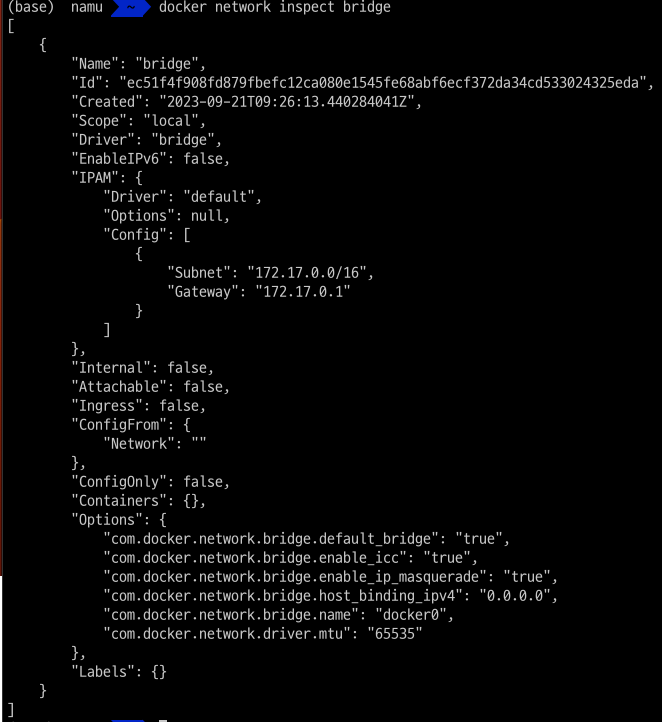 (base) namu ~ docker network inspect bridge
[
    {
        "Name": "bridge",
        "Id": "ec51f4f908fd879fbefc12ca080e1545fe68abf6ecf372da34cd533024325eda",
        "Created": "2023-09-21T09:26:13.440284041Z",
        "Scope": "local",
        "Driver": "bridge",
        "EnableIPv6": false,
        "IPAM": {
            "Driver": "default",
            "Options": null,
            "Config": [
                {
                    "Subnet": "172.17.0.0/16",
                    "Gateway": "172.17.0.1"
                }
            ]
        },
        "Internal": false,
        "Attachable": false,
        "Ingress": false,
        "ConfigFrom": {
            "Network": ""
        },
        "ConfigOnly": false,
        "Containers": {},
        "Options": {
            "com.docker.network.bridge.default_bridge": "true",
            "com.docker.network.bridge.enable_icc": "true",
            "com.docker.network.bridge.enable_ip_masquerade": "true",
            "com.docker.network.bridge.host_binding_ipv4": "0.0.0.0",
            "com.docker.network.bridge.name": "docker0",
            "com.docker.network.driver.mtu": "65535"
        },
        "Labels": {}
    }
]